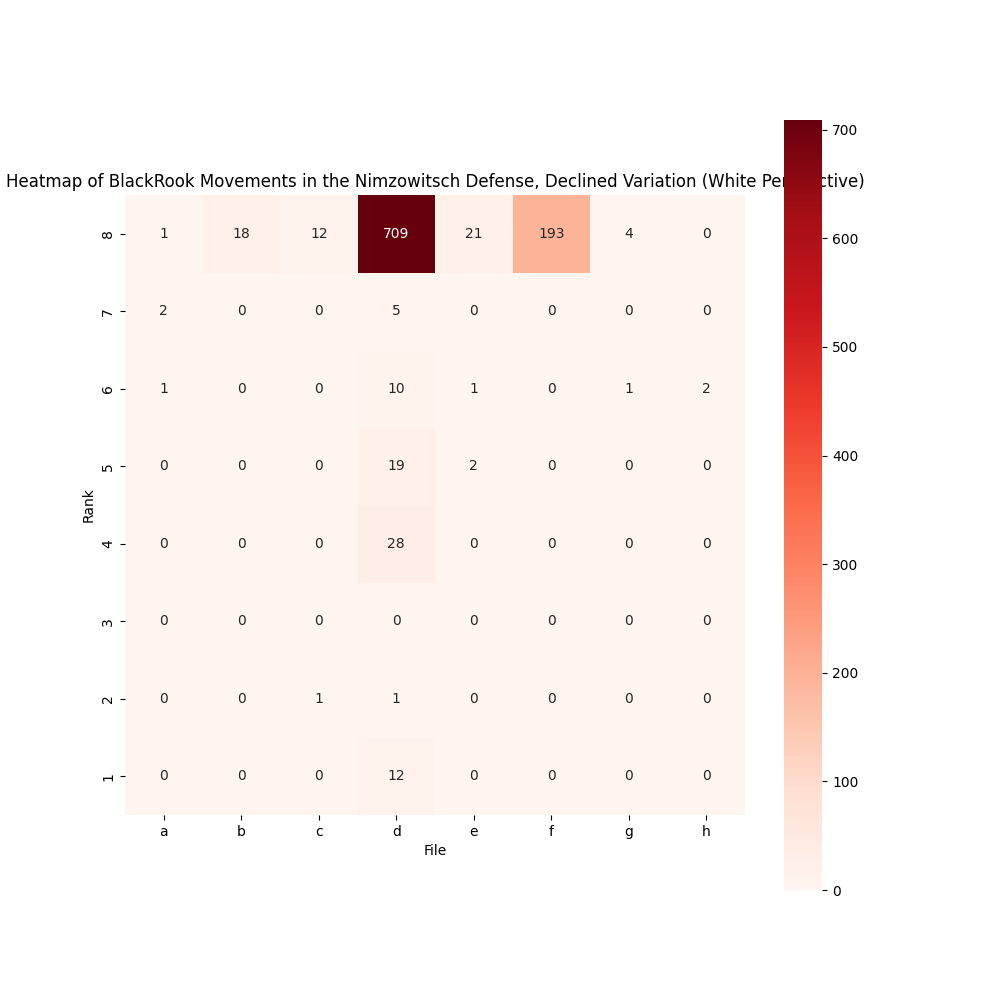 Heatmap of BlackRook Movements in the Nimzowitsch Defense, Declined Variation (White Pe ctive)
8 1 18 12 709 21 193 4 0
7 2 0 0 5 0 0 0 0
6 1 0 0 10 1 0 1 2
5 0 0 0 19 2 0 0 0
4 0 0 0 28 0 0 0 0
3 0 0 0 0 0 0 0 0
2 0 0 1 1 0 0 0 0
1 0 0 0 12 0 0 0 0
a b c d e f g h
Rank
File
700
600
500
400
300
200
100
0